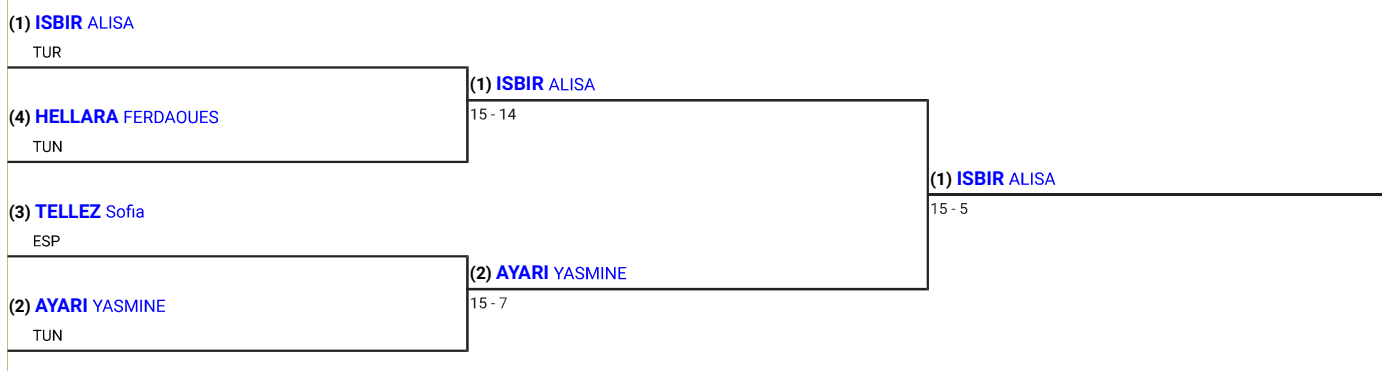 (1) ISBIR ALISA
TUR
(1) ISBIR ALISA
15 - 14
(4) HELLARA FERDAOUES
TUN
(1) ISBIR ALISA
15 - 5
(3) TELLEZ Sofia
ESP
(2) AYARI YASMINE
15 - 7
(2) AYARI YASMINE
TUN